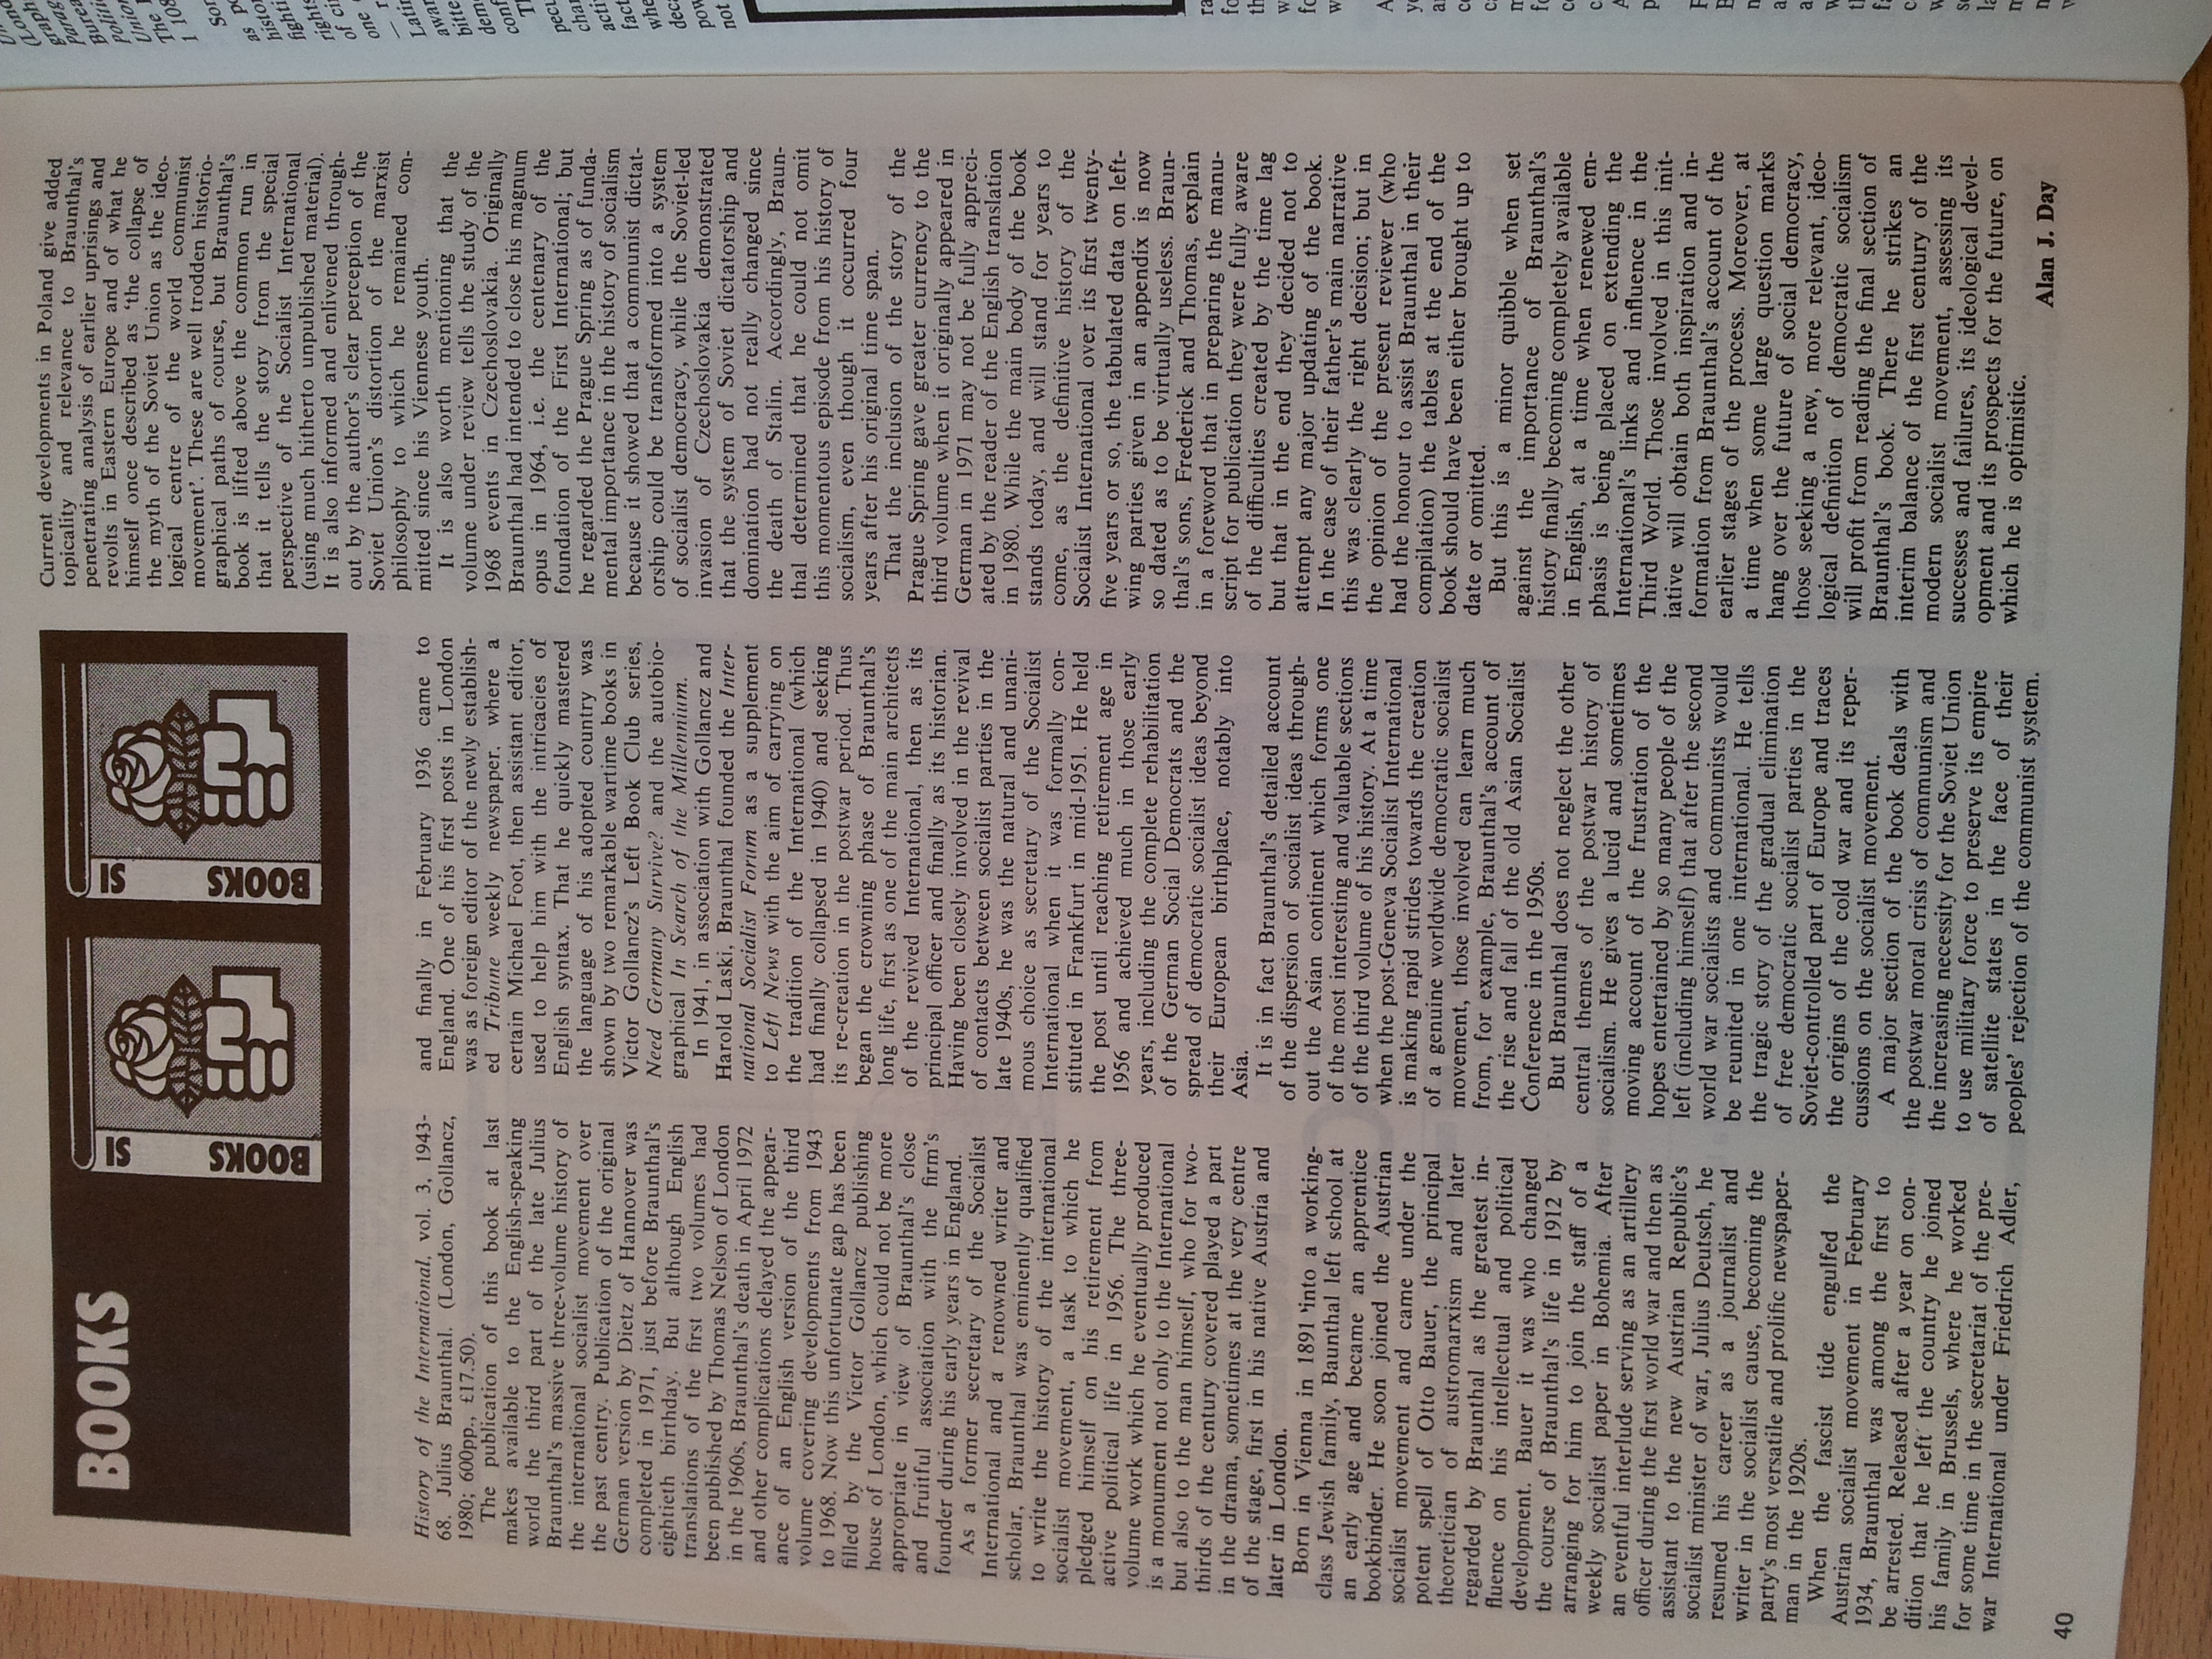 BOOKS
SI
BOOKS
SI
BOOKS
History of the International, vol. 3, 1943-
68. Julius Braunthal. (London, Gollancz,
1980; 600pp., £17.50).
The publication of this book at last
makes available to the English-speaking
world the third part of the late Julius
Braunthal's massive three-volume history of
the international socialist movement over
the past century. Publication of the original
German version by Dietz of Hannover was
completed in 1971, just before Braunthal's
eightieth birthday. But although English
translations of the first two volumes had
been published by Thomas Nelson of London
in the 1960s, Braunthal's death in April 1972
and other complications delayed the appear-
ance of an English version of the third
volume covering developments from 1943
to 1968. Now this unfortunate gap has been
filled by the Victor Gollancz publishing
house of London, which could not be more
appropriate in view of Braunthal's close
and fruitful association with the firm's
founder during his early years in England.
As a former secretary of the Socialist
International and a renowned writer and
scholar, Braunthal was eminently qualified
to write the history of the international
socialist movement, a task to which he
pledged himself on his retirement from
active political life in 1956. The three-
volume work which he eventually produced
is a monument not only to the International
but also to the man himself, who for two-
thirds of the century covered played a part
in the drama, sometimes at the very centre
of the stage, first in his native Austria and
later in London.
Born in Vienna in 1891 'into a working-
class Jewish family, Baunthal left school at
an early age and became an apprentice
bookbinder. He soon joined the Austrian
socialist movement and came under the
potent spell of Otto Bauer, the principal
theoretician of austromarxism and later
regarded by Braunthal as the greatest in-
fluence on his intellectual and political
development. Bauer it was who changed
the course of Braunthal's life in 1912 by
arranging for him to join the staff of a
weekly socialist paper in Bohemia. After
an eventful interlude serving as an artillery
officer during the first world war and then as
assistant to the new Austrian Republic's
socialist minister of war, Julius Deutsch, he
resumed his career as a journalist and
writer in the socialist cause, becoming the
party's most versatile and prolific newspaper-
man in the 1920s.
When the fascist tide engulfed the
Austrian socialist movement in February
1934, Braunthal was among the first to
be arrested. Released after a year on con-
dition that he left the country he joined
his family in Brussels, where he worked
for some time in the secretariat of the pre-
war International under Friedrich Adler,
and finally in February 1936 came to
England. One of his first posts in London
was as foreign editor of the newly establish-
ed Tribune weekly newspaper, where a
certain Michael Foot, then assistant editor,
used to help him with the intricacies of
English syntax. That he quickly mastered
the language of his adopted country was
shown by two remarkable wartime books in
Victor Gollancz's Left Book Club series,
Need Germany Survive? and the autobio-
graphical In Search of the Millennium.
In 1941, in association with Gollancz and
Harold Laski, Braunthal founded the Inter-
national Socialist Forum as a supplement
to Left News with the aim of carrying on
the tradition of the International (which
had finally collapsed in 1940) and seeking
its re-creation in the postwar period. Thus
began the crowning phase of Braunthal's
long life, first as one of the main architects
of the revived International, then as its
principal officer and finally as its historian.
Having been closely involved in the revival
of contacts between socialist parties in the
late 1940s, he was the natural and unani-
mous choice as secretary of the Socialist
International when it was formally con-
stituted in Frankfurt in mid-1951. He held
the post until reaching retirement age in
1956 and achieved much in those early
years, including the complete rehabilitation
of the German Social Democrats and the
spread of democratic socialist ideas beyond
their European birthplace, notably into
Asia.
It is in fact Braunthal's detailed account
of the dispersion of socialist ideas through-
out the Asian continent which forms one
of the most interesting and valuable sections
of the third volume of his history. At a time
when the post-Geneva Socialist International
is making rapid strides towards the creation
of a genuine worldwide democratic socialist
movement, those involved can learn much
from, for example, Braunthal's account of
the rise and fall of the old Asian Socialist
Conference in the 1950s.
But Braunthal does not neglect the other
central themes of the postwar history of
socialism. He gives a lucid and sometimes
moving account of the frustration of the
hopes entertained by so many people of the
left (including himself) that after the second
world war socialists and communists would
be reunited in one international. He tells
the tragic story of the gradual elimination
of free democratic socialist parties in the
Soviet-controlled part of Europe and traces
the origins of the cold war and its reper-
cussions on the socialist movement.
A major section of the book deals with
the postwar moral crisis of communism and
the increasing necessity for the Soviet Union
to use military force to preserve its empire
of satellite states in the face of their
peoples' rejection of the communist system.
Current developments in Poland give added
topicality and relevance to Braunthal's
penetrating analysis of earlier uprisings and
revolts in Eastern Europe and of what he
himself once described as 'the collapse of
the myth of the Soviet Union as the ideo-
logical centre of the world communist
movement'. These are well trodden historio-
graphical paths of course, but Braunthal's
book is lifted above the common run in
that it tells the story from the special
perspective of the Socialist International
(using much hitherto unpublished material).
It is also informed and enlivened through-
out by the author's clear perception of the
Soviet Union's distortion of the marxist
philosophy to which he remained com-
mitted since his Viennese youth.
It is also worth mentioning that the
volume under review tells the study of the
1968 events in Czechoslovakia. Originally
Braunthal had intended to close his magnum
opus in 1964, i.e. the centenary of the
foundation of the First International; but
he regarded the Prague Spring as of funda-
mental importance in the history of socialism
because it showed that a communist dictat-
orship could be transformed into a system
of socialist democracy, while the Soviet-led
invasion of Czechoslovakia demonstrated
that the system of Soviet dictatorship and
domination had not really changed since
the death of Stalin. Accordingly, Braun-
thal determined that he could not omit
this momentous episode from his history of
socialism, even though it occurred four
years after his original time span.
That the inclusion of the story of the
Prague Spring gave greater currency to the
third volume when it originally appeared in
German in 1971 may not be fully appreci-
ated by the reader of the English translation
in 1980. While the main body of the book
stands today, and will stand for years to
come, as the definitive history of the
Socialist International over its first twenty-
five years or so, the tabulated data on left-
wing parties given in an appendix is now
so dated as to be virtually useless. Braun-
thal's sons, Frederick and Thomas, explain
in a foreword that in preparing the manu-
script for publication they were fully aware
of the difficulties created by the time lag
but that in the end they decided not to
attempt any major updating of the book.
In the case of their father's main narrative
this was clearly the right decision; but in
the opinion of the present reviewer (who
had the honour to assist Braunthal in their
compilation) the tables at the end of the
book should have been either brought up to
date or omitted.
But this is a minor quibble when set
against the importance of Braunthal's
history finally becoming completely available
in English, at a time when renewed em-
phasis is being placed on extending the
International's links and influence in the
Third World. Those involved in this init-
iative will obtain both inspiration and in-
formation from Braunthal's account of the
earlier stages of the process. Moreover, at
a time when some large question marks
hang over the future of social democracy,
those seeking a new, more relevant, ideo-
logical definition of democratic socialism
will profit from reading the final section of
Braunthal's book. There he strikes an
interim balance of the first century of the
modern socialist movement, assessing its
successes and failures, its ideological devel-
opment and its prospects for the future, on
which he is optimistic.
Alan J. Day
40